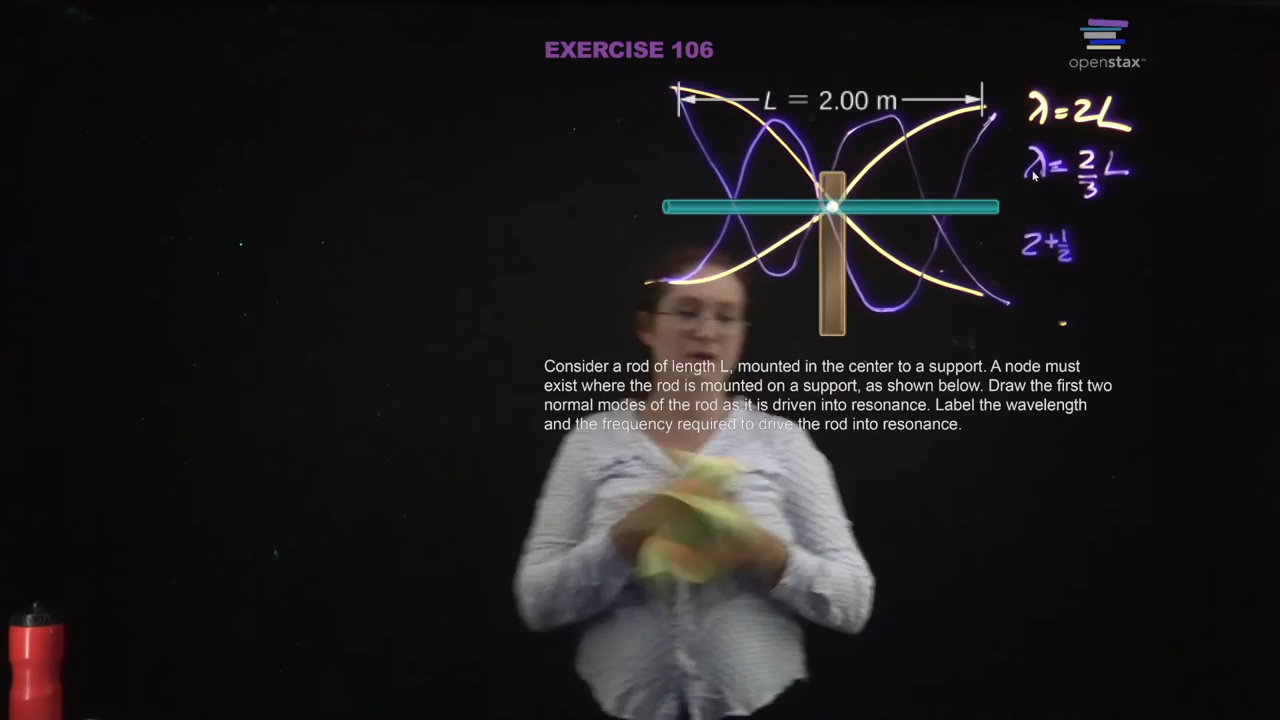 EXERCISE 106
openstax™
L = 2.00 m
λ = 2L
λ = 2/3 L
2 + 1/2
Consider a rod of length L, mounted in the center to a support. A node must
exist where the rod is mounted on a support, as shown below. Draw the first two
normal modes of the rod as it is driven into resonance. Label the wavelength
and the frequency required to drive the rod into resonance.